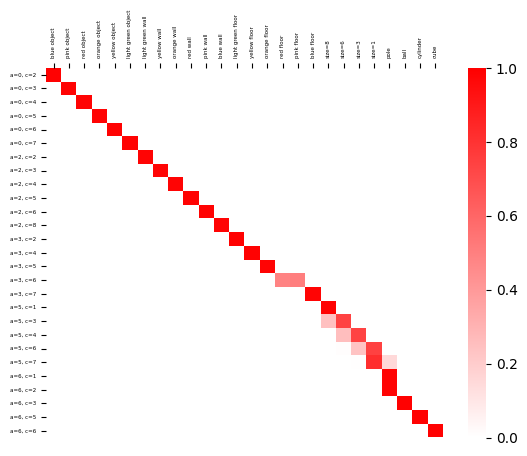 blue object
pink object
red object
orange object
yellow object
light green object
light green wall
yellow wall
orange wall
red wall
pink wall
blue wall
light green floor
yellow floor
orange floor
red floor
pink floor
blue floor
size=8
size=6
size=3
size=1
pole
ball
cylinder
cube
a=0, c=2
a=0, c=3
a=0, c=4
a=0, c=5
a=0, c=6
a=0, c=7
a=2, c=2
a=2, c=3
a=2, c=4
a=2, c=5
a=2, c=6
a=2, c=8
a=3, c=2
a=3, c=4
a=3, c=5
a=3, c=6
a=3, c=7
a=5, c=1
a=5, c=3
a=5, c=4
a=5, c=6
a=5, c=7
a=6, c=1
a=6, c=2
a=6, c=3
a=6, c=5
a=6, c=6
1.0
0.8
0.6
0.4
0.2
0.0